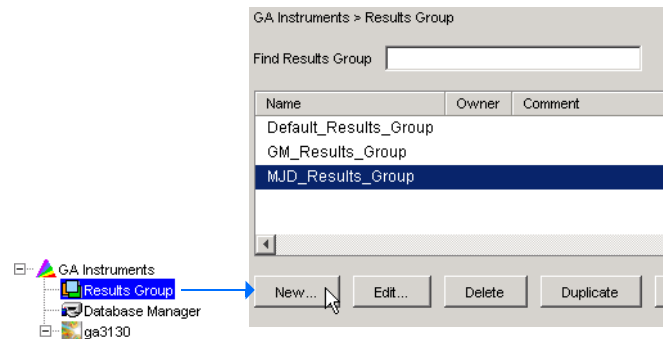 GA Instruments > Results Group
Find Results Group
Name Owner Comment
Default_Results_Group
GM_Results_Group
MJD_Results_Group
New... Edit... Delete Duplicate
GA Instruments
Results Group
Database Manager
ga3130